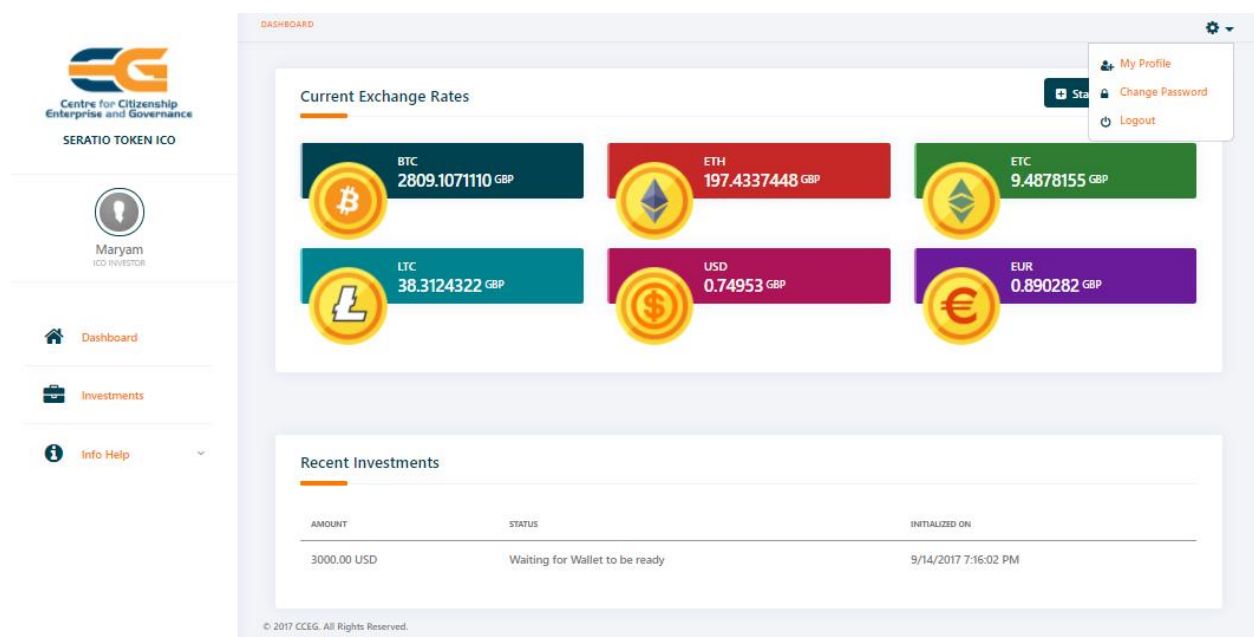 DASHBOARD
My Profile
Change Password
Logout
Centre for Citizenship
Enterprise and Governance
SERATIO TOKEN ICO
Maryam
ICO INVESTOR
Dashboard
Investments
Info Help
Current Exchange Rates
Sta
BTC
2809.1071110 GBP
ETH
197.4337448 GBP
ETC
9.4878155 GBP
LTC
38.3124322 GBP
USD
0.74953 GBP
EUR
0.890282 GBP
Recent Investments
AMOUNT STATUS INITIALIZED ON
3000.00 USD Waiting for Wallet to be ready 9/14/2017 7:16:02 PM
© 2017 CCEG. All Rights Reserved.